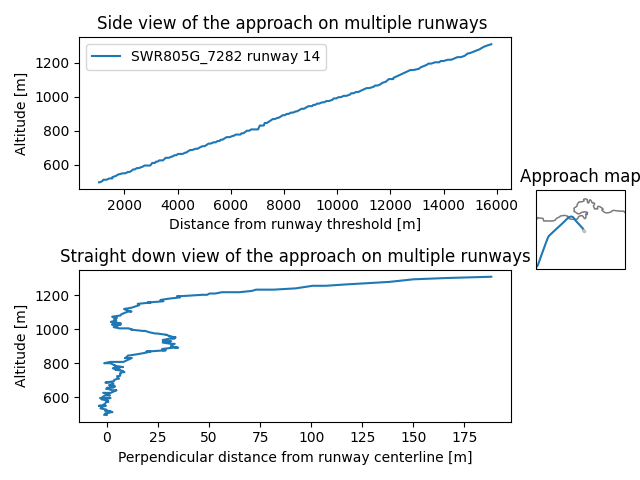 Side view of the approach on multiple runways
Altitude [m]
1200
1000
800
600
SWR805G_7282 runway 14
2000 4000 6000 8000 10000 12000 14000 16000
Distance from runway threshold [m]
Approach map
Straight down view of the approach on multiple runways
Altitude [m]
1200
1000
800
600
0 25 50 75 100 125 150 175
Perpendicular distance from runway centerline [m]